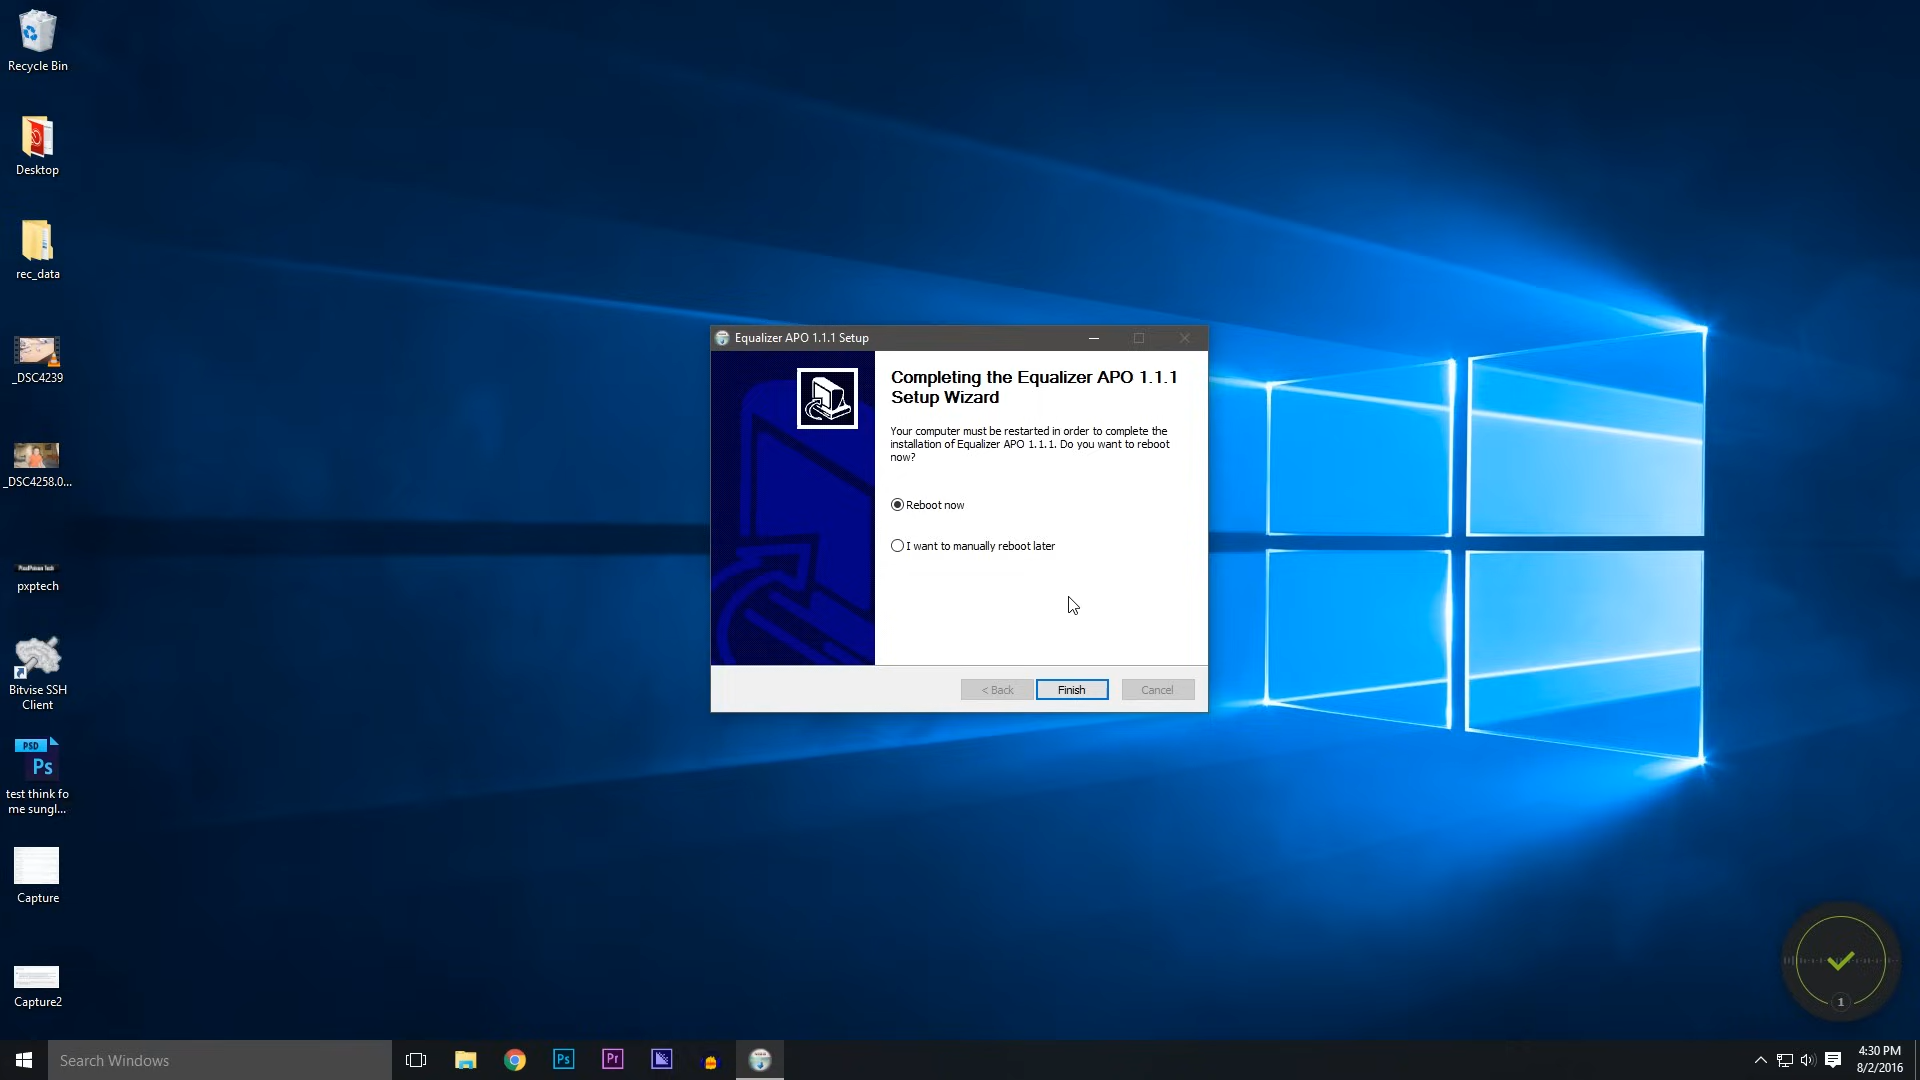 Recycle Bin
Desktop
rec_data
_DSC4239
_DSC4258.0...
pxptech
Bitvise SSH
Client
PSD
Ps
test think fo
me sungl...
Capture
Capture2
Equalizer APO 1.1.1 Setup
Completing the Equalizer APO 1.1.1
Setup Wizard
Your computer must be restarted in order to complete the
installation of Equalizer APO 1.1.1. Do you want to reboot
now?
Reboot now
I want to manually reboot later
< Back
Finish
Cancel
1
Search Windows
Ps
Pr
4:30 PM
8/2/2016